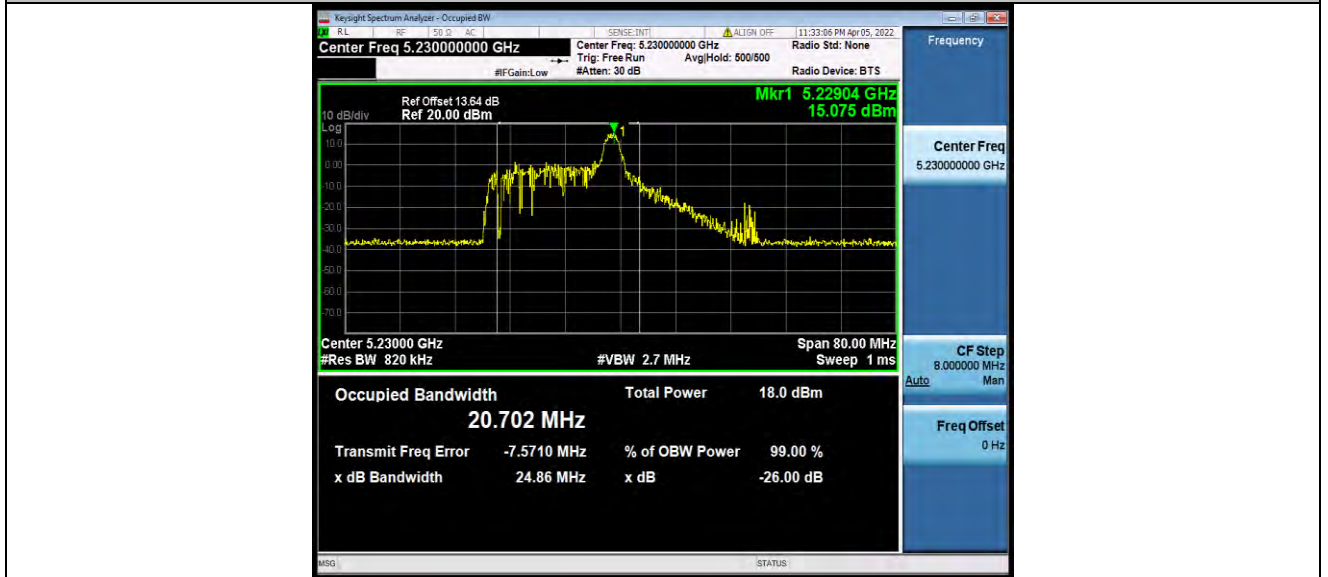 Keysight Spectrum Analyzer - Occupied BW
RL RF 50 Ω AC SENSE:INT ALIGN OFF 11:33:06 PM Apr 05, 2022
Center Freq 5.230000000 GHz
Center Freq: 5.230000000 GHz
Radio Std: None
Trig: Free Run Avg|Hold: 500/500
#IFGain:Low #Atten: 30 dB Radio Device: BTS
Frequency
Mkr1 5.22904 GHz
15.075 dBm
Ref Offset 13.64 dB
10 dB/div Ref 20.00 dBm
Log
1
10.0
0.00
-10.0
-20.0
-30.0
-40.0
-50.0
-60.0
-70.0
Center 5.23000 GHz Span 80.00 MHz
#Res BW 820 kHz #VBW 2.7 MHz Sweep 1 ms
Center Freq
5.230000000 GHz
CF Step
8.000000 MHz
Auto Man
Freq Offset
0 Hz
Occupied Bandwidth Total Power 18.0 dBm
20.702 MHz
Transmit Freq Error -7.5710 MHz % of OBW Power 99.00 %
x dB Bandwidth 24.86 MHz x dB -26.00 dB
MSG STATUS